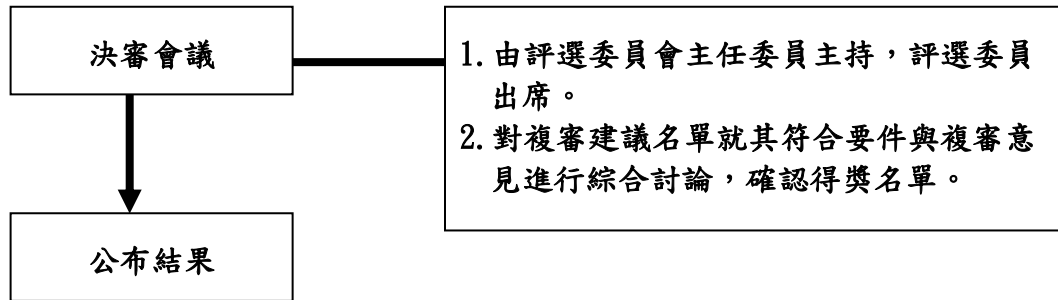 決審會議
1. 由評選委員會主任委員主持，評選委員
出席。
2. 對複審建議名單就其符合要件與複審意
見進行綜合討論，確認得獎名單。
公布結果